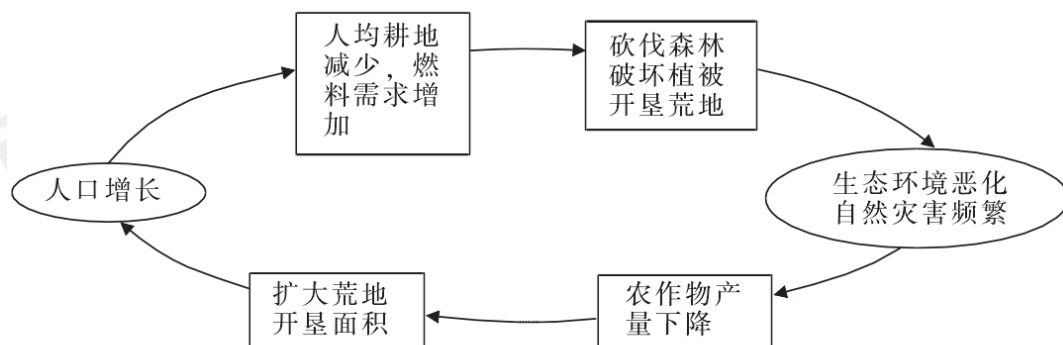 人均耕地
减少，燃
料需求增
加
砍伐森林
破坏植被
开垦荒地
人口增长
生态环境恶化
自然灾害频繁
扩大荒地
开垦面积
农作物产
量下降